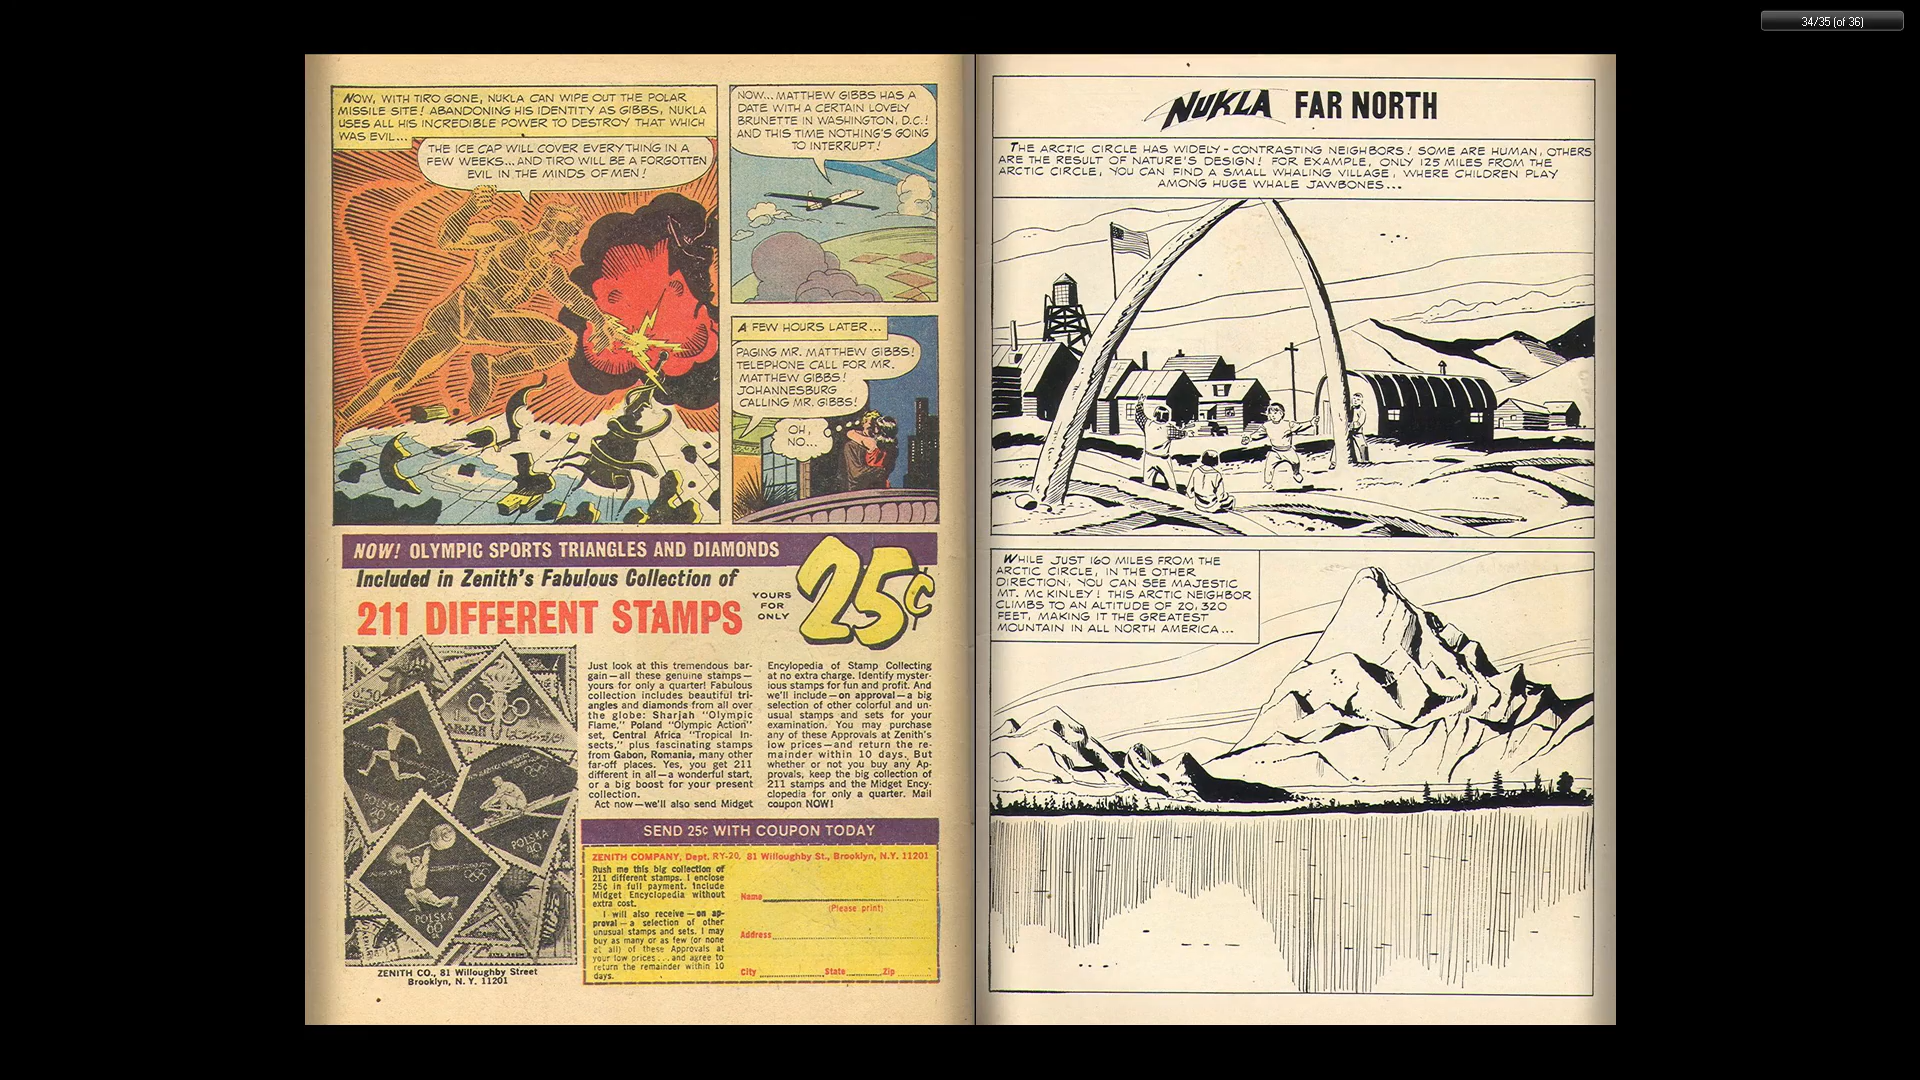 34/35 (of 36)
NOW, WITH TIRO GONE, NUKLA CAN WIPE OUT THE POLAR
MISSILE SITE! ABANDONING HIS IDENTITY AS GIBBS, NUKLA
USES ALL HIS INCREDIBLE POWER TO DESTROY THAT WHICH
WAS EVIL...
THE ICE CAP WILL COVER EVERYTHING IN A
FEW WEEKS...AND TIRO WILL BE A FORGOTTEN
EVIL IN THE MINDS OF MEN!
NOW...MATTHEW GIBBS HAS A
DATE WITH A CERTAIN LOVELY
BRUNETTE IN WASHINGTON, D.C.!
AND THIS TIME NOTHING'S GOING
TO INTERRUPT!
A FEW HOURS LATER...
PAGING MR. MATTHEW GIBBS!
TELEPHONE CALL FOR MR.
MATTHEW GIBBS!
JOHANNESBURG
CALLING MR. GIBBS!
OH,
NO...
NOW! OLYMPIC SPORTS TRIANGLES AND DIAMONDS
Included in Zenith's Fabulous Collection of
211 DIFFERENT STAMPS
YOURS
FOR
ONLY
25¢
Just look at this tremendous bar-
gain—all these genuine stamps—
yours for only a quarter! Fabulous
collection includes beautiful tri-
angles and diamonds from all over
the globe: Sharjah "Olympic
Flame," Poland "Olympic Action"
set, Central Africa "Tropical In-
sects," plus fascinating stamps
from Gabon, Romania, many other
far-off places. Yes, you get 211
different in all—a wonderful start,
or a big boost for your present
collection.
Act now—we'll also send Midget
Encyclopedia of Stamp Collecting
at no extra charge. Identify myster-
ious stamps for fun and profit. And
we'll include—on approval—a big
selection of other colorful and un-
usual stamps and sets for your
examination. You may purchase
any of these Approvals at Zenith's
low prices—and return the re-
mainder within 10 days. But
whether or not you buy any Ap-
provals, keep the big collection of
211 stamps and the Midget Ency-
clopedia for only a quarter. Mail
coupon NOW!
POLSKA
40
POLSKA
60
ZENITH CO., 81 Willoughby Street
Brooklyn, N. Y. 11201
SEND 25¢ WITH COUPON TODAY
ZENITH COMPANY, Dept. RY-20, 81 Willoughby St., Brooklyn, N.Y. 11201
Rush me this big collection of
211 different stamps. I enclose
25¢ in full payment. Include
Midget Encyclopedia without
extra cost.
I will also receive—on ap-
proval—a selection of other
unusual stamps and sets. I may
buy as many or as few (or none
at all) of these Approvals at
your low prices...and agree to
return the remainder within 10
days.
Name
(Please print)
Address
City State Zip
NUKLA FAR NORTH
THE ARCTIC CIRCLE HAS WIDELY-CONTRASTING NEIGHBORS! SOME ARE HUMAN, OTHERS
ARE THE RESULT OF NATURE'S DESIGN! FOR EXAMPLE, ONLY 125 MILES FROM THE
ARCTIC CIRCLE, YOU CAN FIND A SMALL WHALING VILLAGE, WHERE CHILDREN PLAY
AMONG HUGE WHALE JAWBONES...
WHILE JUST 160 MILES FROM THE
ARCTIC CIRCLE, IN THE OTHER
DIRECTION, YOU CAN SEE MAJESTIC
MT. McKINLEY! THIS ARCTIC NEIGHBOR
CLIMBS TO AN ALTITUDE OF 20,320
FEET, MAKING IT THE GREATEST
MOUNTAIN IN ALL NORTH AMERICA...